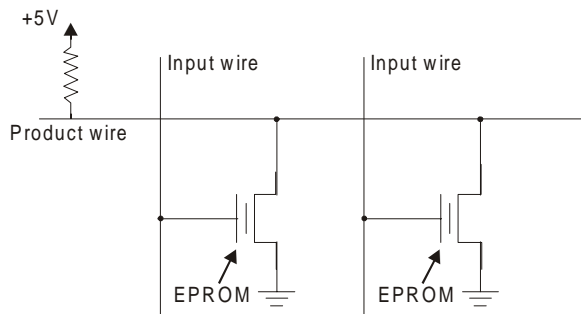 +5V
Input wire
Input wire
Product wire
EPROM
EPROM